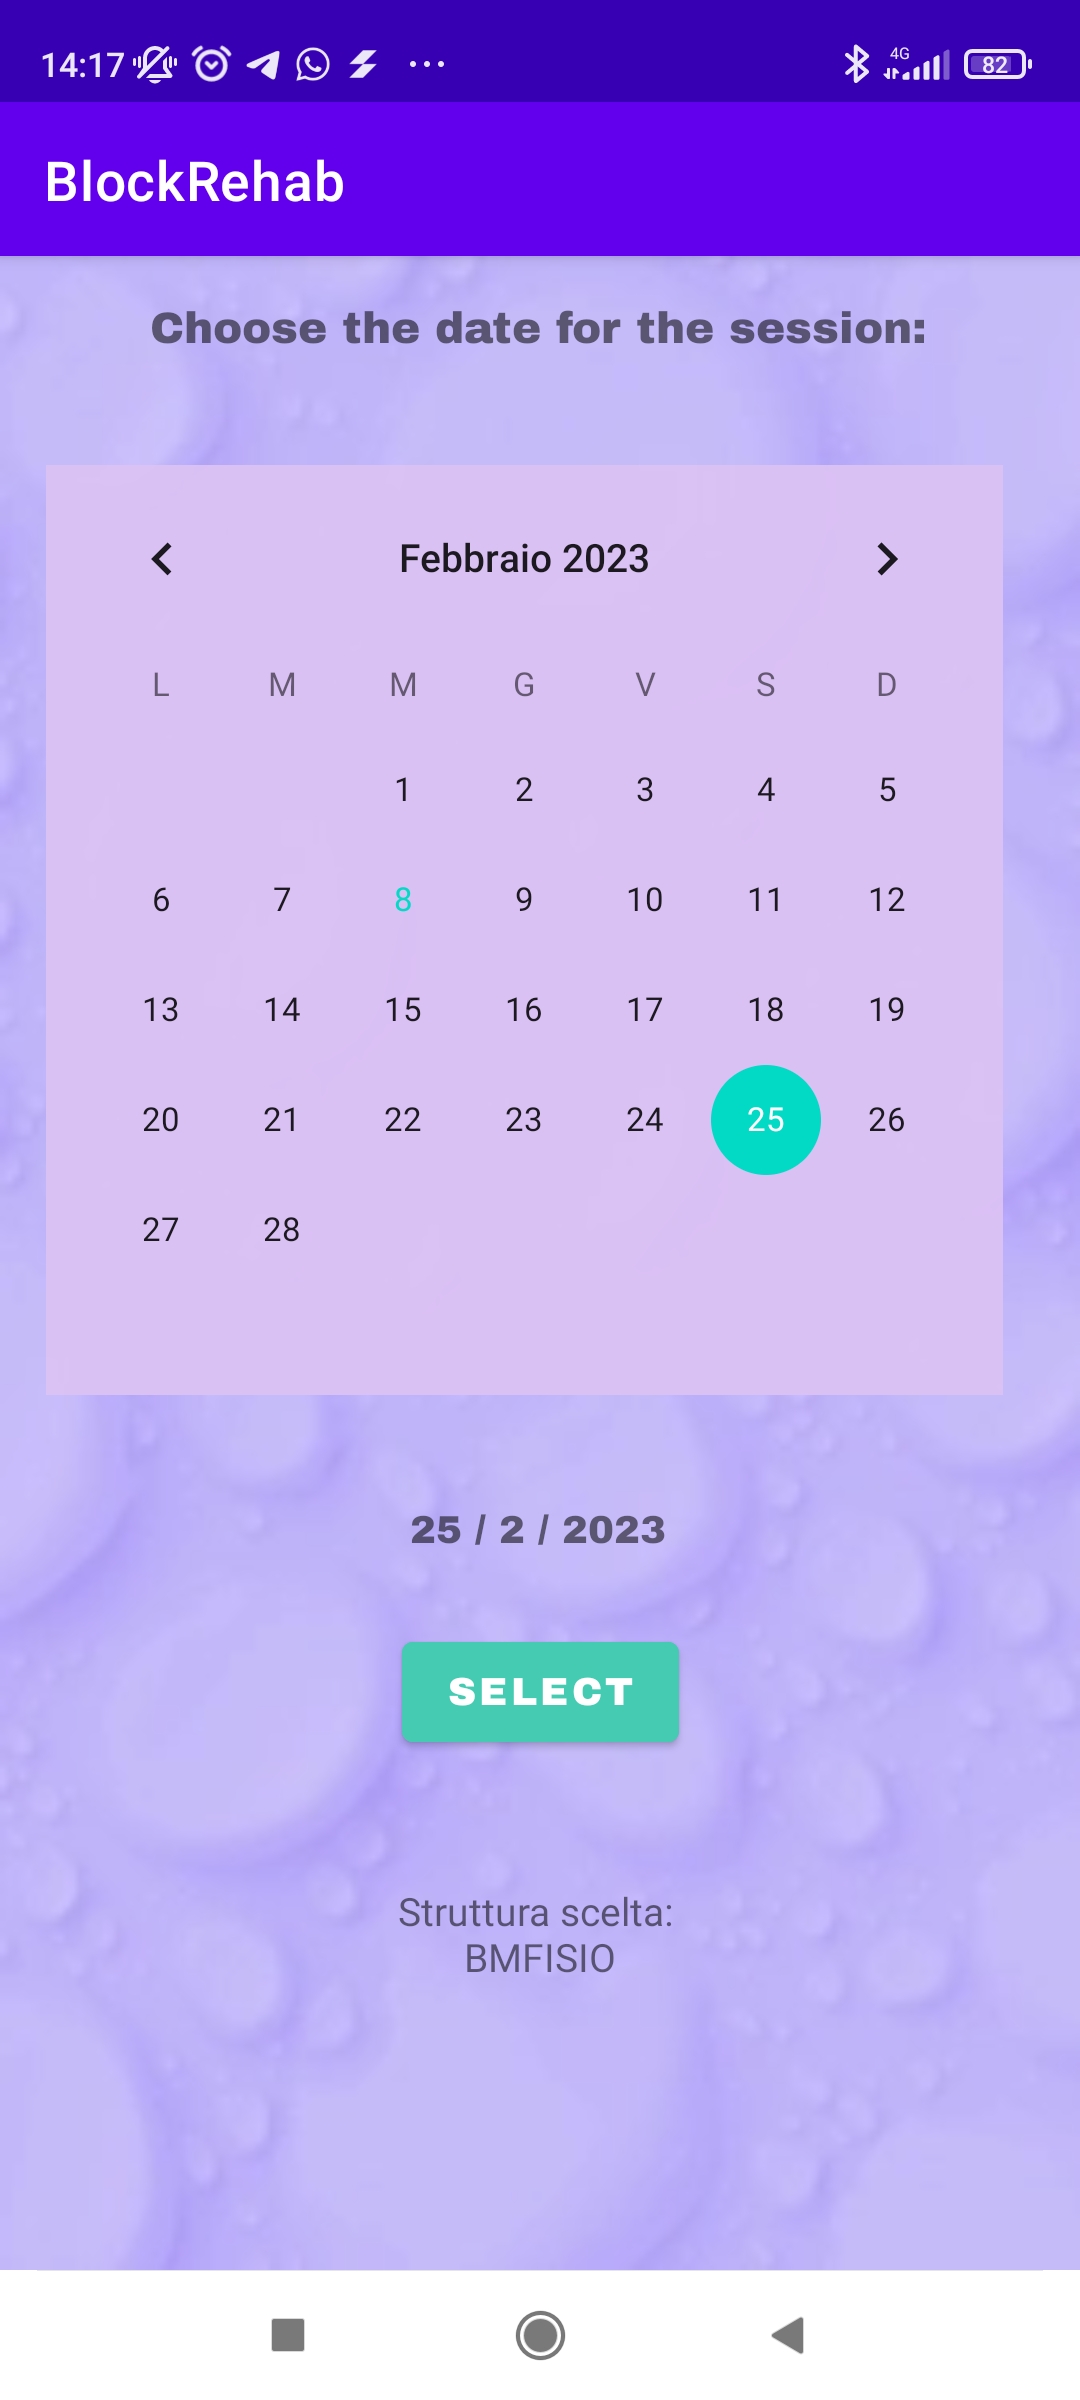 14:17 4G 82
BlockRehab
Choose the date for the session:
Febbraio 2023
L M M G V S D
1 2 3 4 5
6 7 8 9 10 11 12
13 14 15 16 17 18 19
20 21 22 23 24 25 26
27 28
25 / 2 / 2023
SELECT
Struttura scelta:
BMFISIO